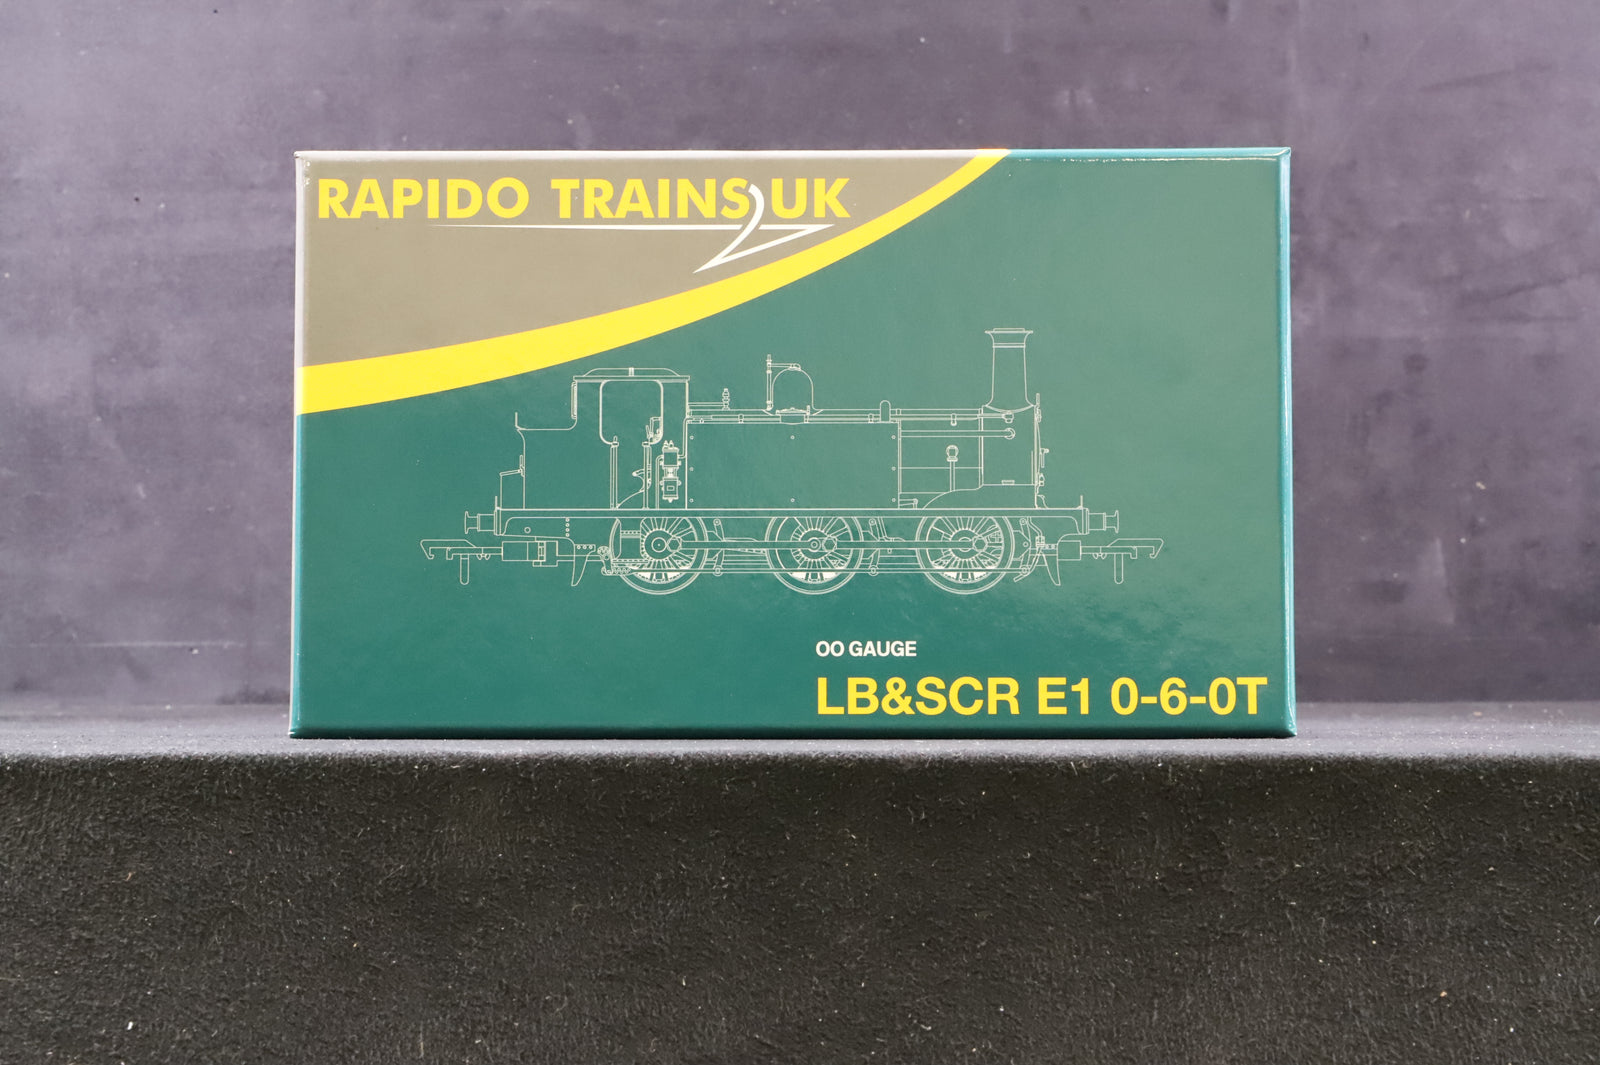 RAPIDO TRAINS UK
OO GAUGE
LB&SCR E1 0-6-0T